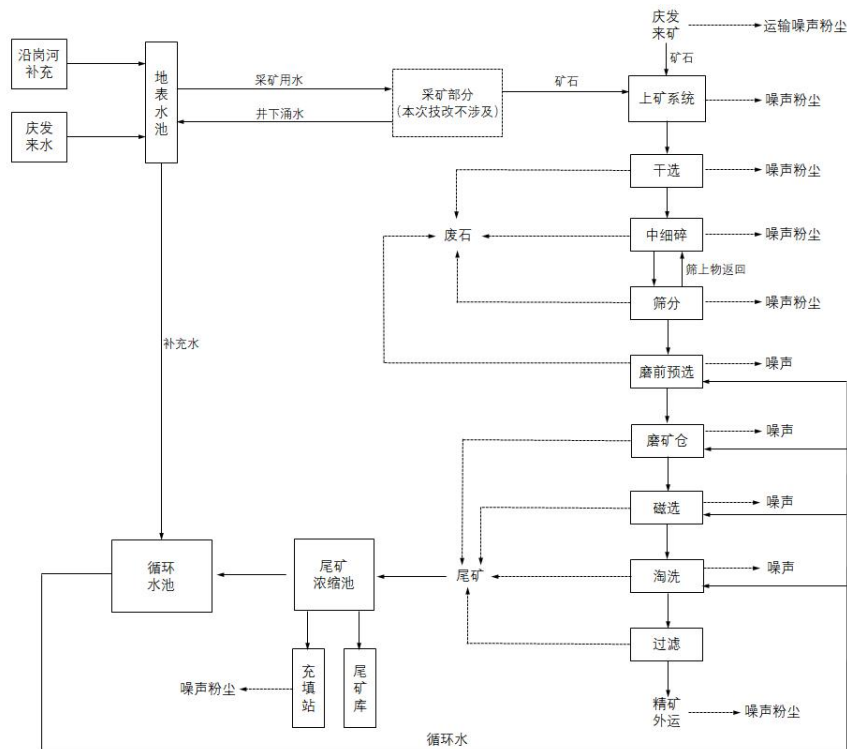 庆发
来矿
运输噪声粉尘
矿石
沿岗河
补充
庆发
来水
地表水池
采矿用水
井下涌水
采矿部分
(本次技改不涉及)
矿石
上矿系统
噪声粉尘
干选
噪声粉尘
废石
中细碎
噪声粉尘
筛上物返回
筛分
噪声粉尘
补充水
磨前预选
噪声
磨矿仓
噪声
磁选
噪声
循环
水池
尾矿
浓缩池
尾矿
淘洗
噪声
过滤
噪声粉尘
充填站
尾矿库
精矿
外运
噪声粉尘
循环水